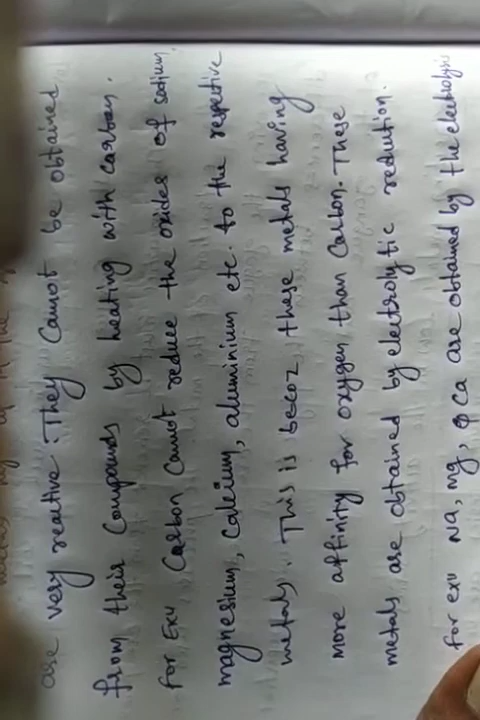 are very reactive. They Cannot be obtained
from their Compounds by heating with carbon.
for Exu Carbon Cannot reduce the oxides of sodium,
magnesium, calcium, aluminium etc. to the respective
metals. This is becoz these metals having
more affinity for oxygen than Carbon. These
metals are obtained by electrolytic reduction.
for exu Na, mg, Ca are obtained by the electrolysis